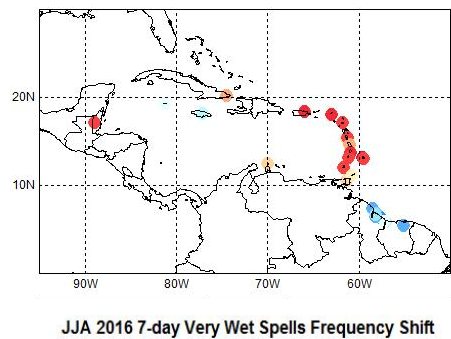 20N
10N
90W 80W 70W 60W
JJA 2016 7-day Very Wet Spells Frequency Shift